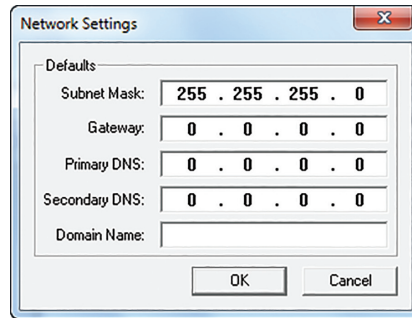 Network Settings
Defaults
Subnet Mask: 255 . 255 . 255 . 0
Gateway: 0 . 0 . 0 . 0
Primary DNS: 0 . 0 . 0 . 0
Secondary DNS: 0 . 0 . 0 . 0
Domain Name:
OK Cancel